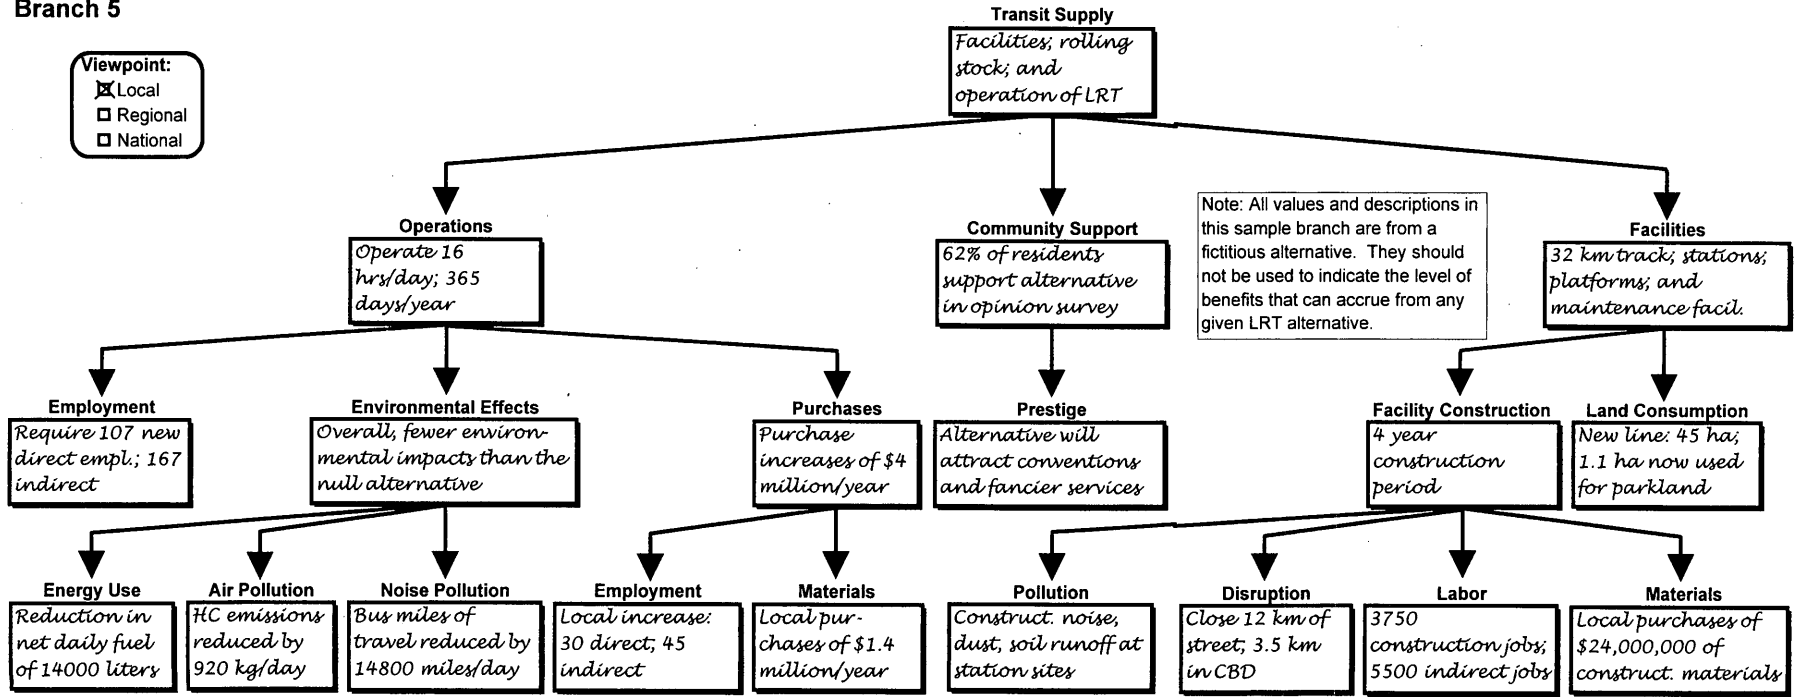 Branch 5
Viewpoint:
☒ Local
☐ Regional
☐ National
Transit Supply
Facilities; rolling
stock; and
operation of LRT
Operations
Operate 16
hrs/day; 365
days/year
Community Support
62% of residents
support alternative
in opinion survey
Note: All values and descriptions in
this sample branch are from a
fictitious alternative. They should
not be used to indicate the level of
benefits that can accrue from any
given LRT alternative.
Facilities
32 km track; stations;
platforms; and
maintenance facil.
Employment
Require 107 new
direct empl.; 167
indirect
Environmental Effects
Overall, fewer environ-
mental impacts than the
null alternative
Purchases
Purchase
increases of $4
million/year
Prestige
Alternative will
attract conventions
and fancier services
Facility Construction
4 year
construction
period
Land Consumption
New line: 45 ha;
1.1 ha now used
for parkland
Energy Use
Reduction in
net daily fuel
of 14000 liters
Air Pollution
HC emissions
reduced by
920 kg/day
Noise Pollution
Bus miles of
travel reduced by
14800 miles/day
Employment
Local increase:
30 direct; 45
indirect
Materials
Local pur-
chases of $1.4
million/year
Pollution
Construct. noise,
dust, soil runoff at
station sites
Disruption
Close 12 km of
street; 3.5 km
in CBD
Labor
3750
construction jobs;
5500 indirect jobs
Materials
Local purchases of
$24,000,000 of
construct. materials